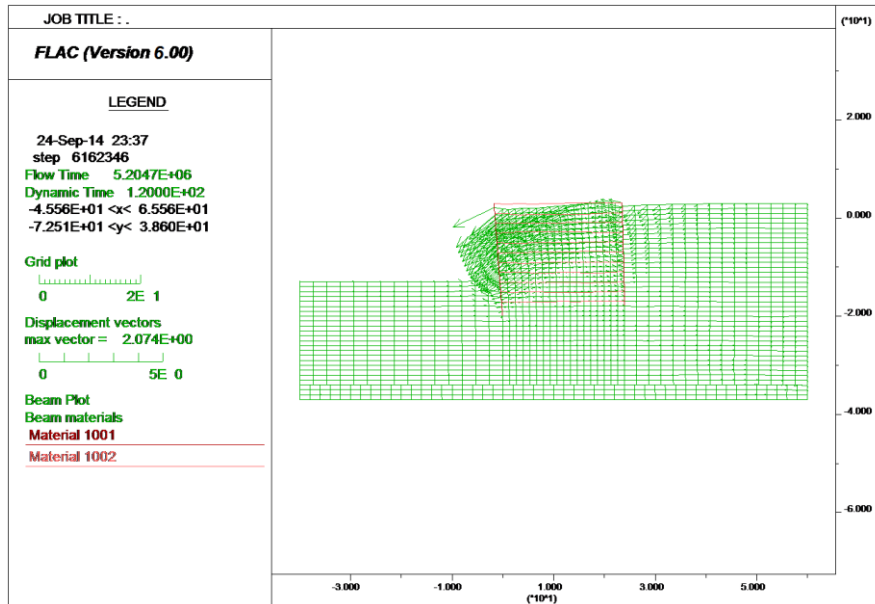 JOB TITLE : .
FLAC (Version 6.00)
LEGEND
24-Sep-14 23:37
step 6162346
Flow Time 5.2047E+06
Dynamic Time 1.2000E+02
-4.556E+01 <x< 6.556E+01
-7.251E+01 <y< 3.860E+01
Grid plot
0 2E 1
Displacement vectors
max vector = 2.074E+00
0 5E 0
Beam Plot
Beam materials
Material 1001
Material 1002
(*10^1)
2.000
0.000
-2.000
-4.000
-6.000
-3.000 -1.000 1.000 3.000 5.000
(*10^1)